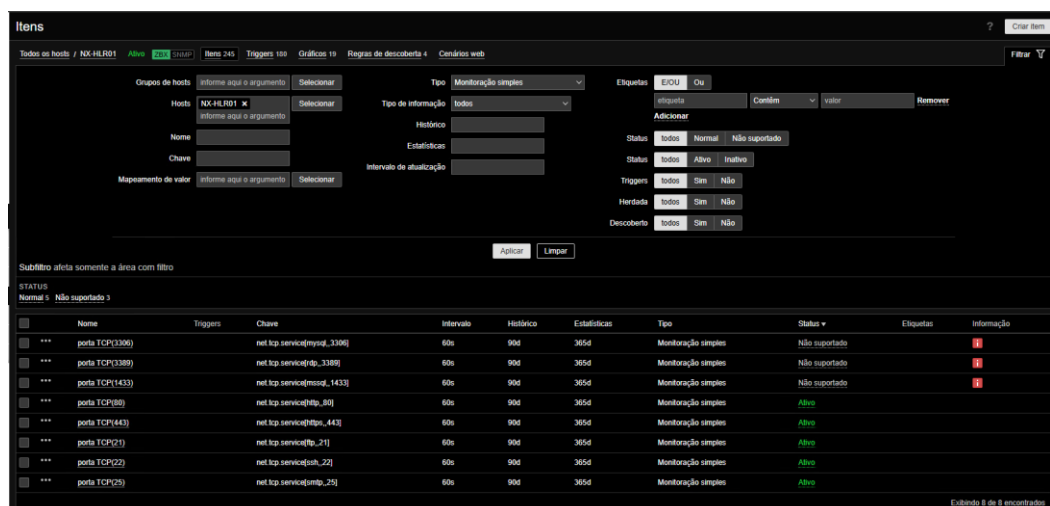 Itens
? Criar item
Todos os hosts / NX-HLR01 Ativo ZBX SNMP Itens 245 Triggers 180 Gráficos 19 Regras de descoberta 4 Cenários web
Filtrar
Grupos de hosts informe aqui o argumento Selecionar Tipo Monitoração simples Etiquetas E/OU Ou
Hosts NX-HLR01 × Selecionar Tipo de informação todos etiqueta Contém valor Remover
informe aqui o argumento Adicionar
Histórico
Nome Estatísticas Status todos Normal Não suportado
Chave Intervalo de atualização Status todos Ativo Inativo
Mapeamento de valor informe aqui o argumento Selecionar Triggers todos Sim Não
Herdada todos Sim Não
Descoberto todos Sim Não
Aplicar Limpar
Subfiltro afeta somente a área com filtro
STATUS
Normal 5 Não suportado 3
Nome Triggers Chave Intervalo Histórico Estatísticas Tipo Status ▼ Etiquetas Informação
*** porta TCP(3306) net.tcp.service[mysql,,3306] 60s 90d 365d Monitoração simples Não suportado i
*** porta TCP(3389) net.tcp.service[rdp,,3389] 60s 90d 365d Monitoração simples Não suportado i
*** porta TCP(1433) net.tcp.service[mssql,,1433] 60s 90d 365d Monitoração simples Não suportado i
*** porta TCP(80) net.tcp.service[http,,80] 60s 90d 365d Monitoração simples Ativo
*** porta TCP(443) net.tcp.service[https,,443] 60s 90d 365d Monitoração simples Ativo
*** porta TCP(21) net.tcp.service[ftp,,21] 60s 90d 365d Monitoração simples Ativo
*** porta TCP(22) net.tcp.service[ssh,,22] 60s 90d 365d Monitoração simples Ativo
*** porta TCP(25) net.tcp.service[smtp,,25] 60s 90d 365d Monitoração simples Ativo
Exibindo 8 de 8 encontrados